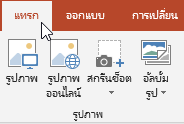 แทรก ออกแบบ การเปลี่ยน
รูปภาพ รูปภาพ สกรีนช็อต อัลบั้ม
ออนไลน์ รูป
รูปภาพ